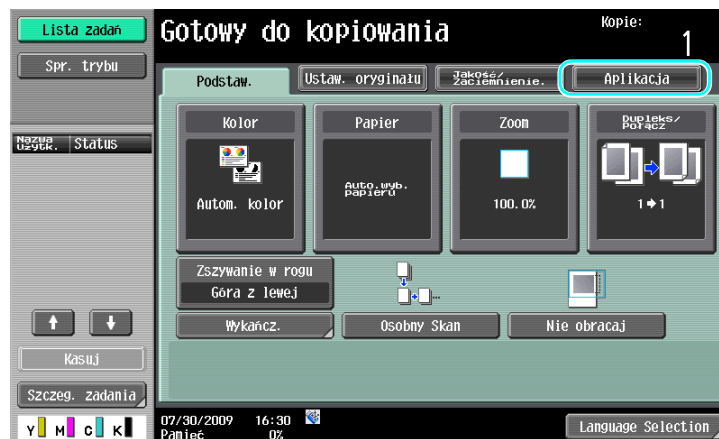 Lista zadań
Gotowy do kopiowania
Kopie:
1
Spr. trybu
Podstaw.
Ustaw. oryginału
Jakość/
zaciemnienie.
Aplikacja
Nazwa
użytk.
Status
Kolor
Papier
Zoom
Dupleks/
Połącz
Autom. kolor
Auto.wyb.
papieru
100.0%
1→1
Zszywanie w rogu
Góra z lewej
Wykańcz.
Osobny Skan
Nie obracaj
Kasuj
Szczeg. zadania
Y M C K
07/30/2009 16:30
Pamięć 0%
Language Selection